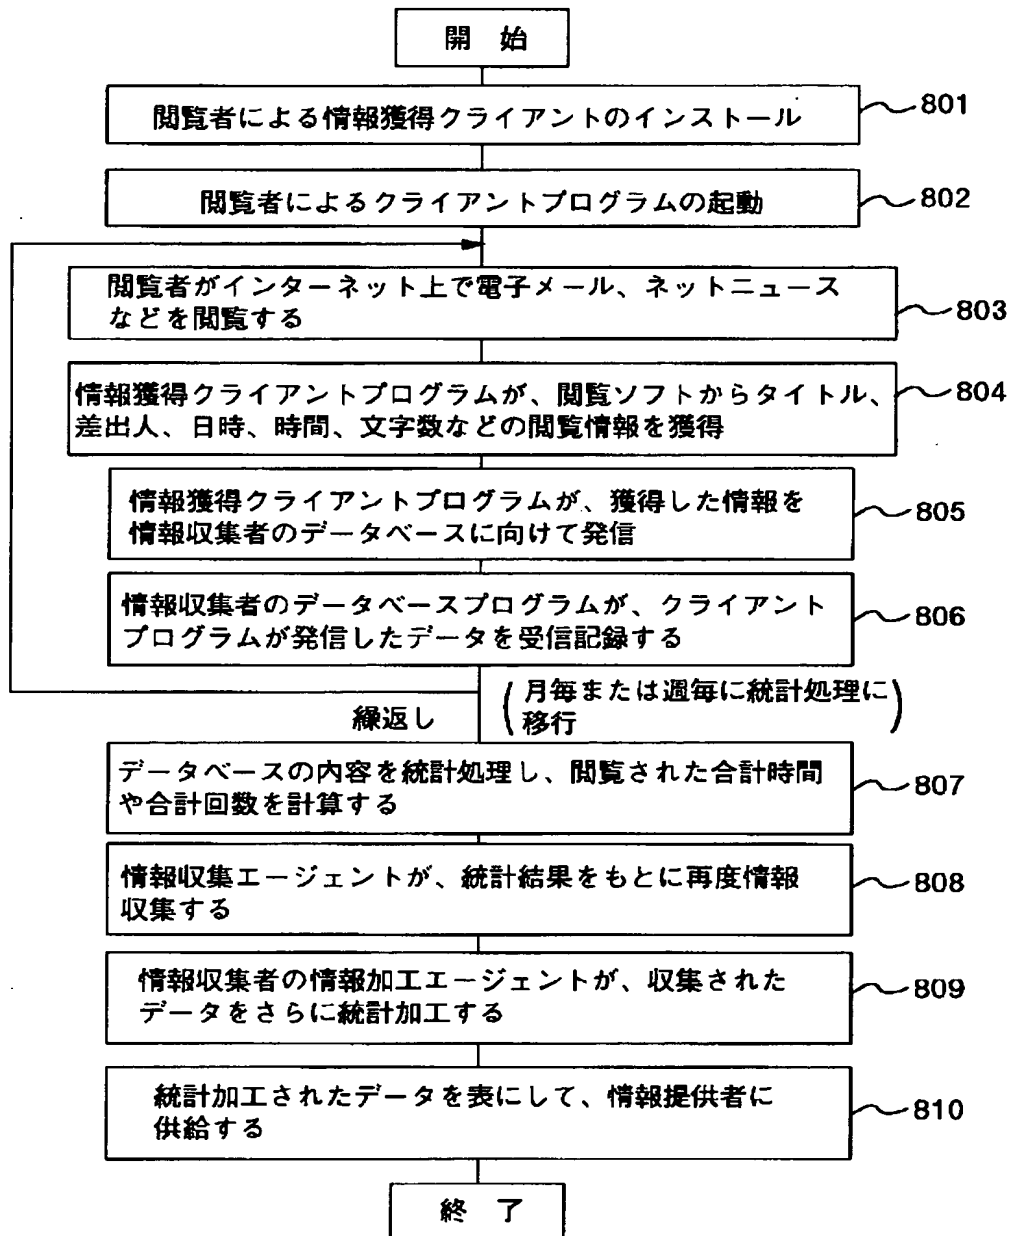 開 始
閲覧者による情報獲得クライアントのインストール
801
閲覧者によるクライアントプログラムの起動
802
閲覧者がインターネット上で電子メール、ネットニュース
などを閲覧する
803
情報獲得クライアントプログラムが、閲覧ソフトからタイトル、
差出人、日時、時間、文字数などの閲覧情報を獲得
804
情報獲得クライアントプログラムが、獲得した情報を
情報収集者のデータベースに向けて発信
805
情報収集者のデータベースプログラムが、クライアント
プログラムが発信したデータを受信記録する
806
繰返し
(月毎または週毎に統計処理に
移行)
データベースの内容を統計処理し、閲覧された合計時間
や合計回数を計算する
807
情報収集エージェントが、統計結果をもとに再度情報
収集する
808
情報収集者の情報加工エージェントが、収集された
データをさらに統計加工する
809
統計加工されたデータを表にして、情報提供者に
供給する
810
終 了